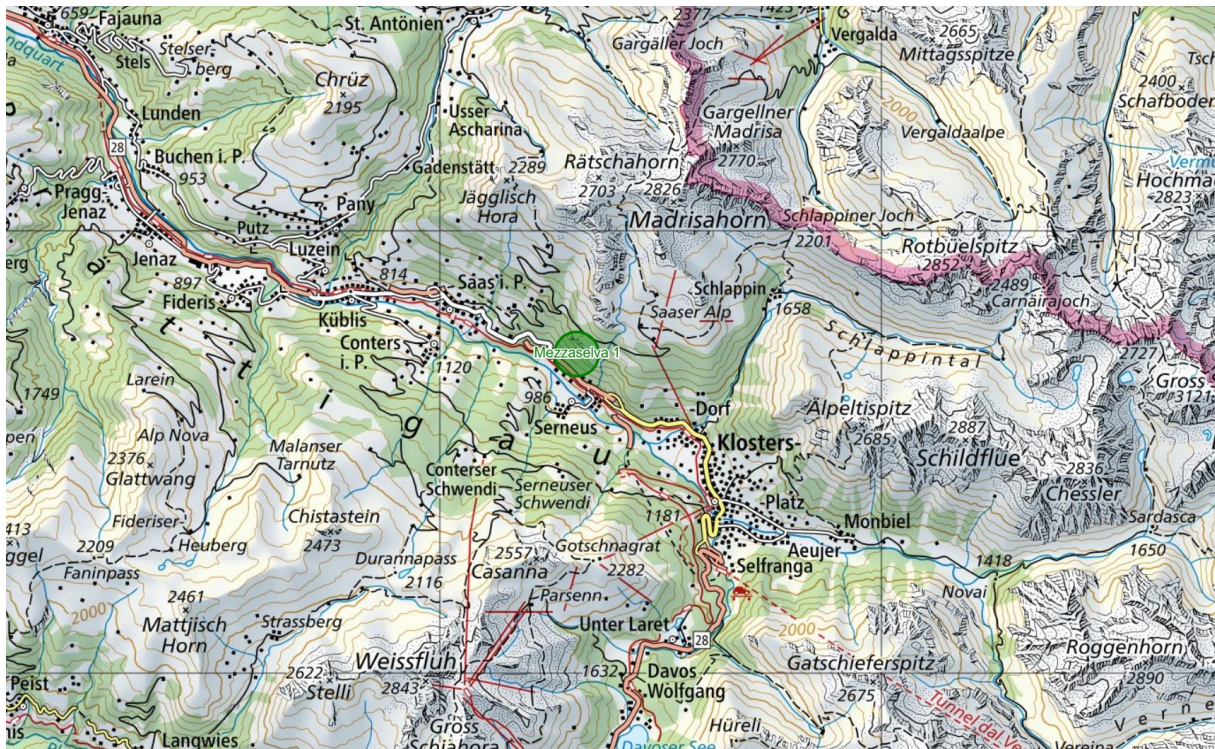 659
Fajauna
St. Antönien
Stels
Stelser-
berg
Chrüz
2195
Lunden
28
Buchen i. P.
953
Pragg-
Jenaz
Jenaz
Putz
Pany
Luzein
Usser
Ascharina
Gadenstätt
2289
Jägglisch
Hora
Gargäller Joch
Rätschahorn
2703
2826
Madrisahorn
Gargellner
Madrisa
2770
Vergalda
2665
Mittagsspitze
2400
Schafboden
2000
Vergaldaalpe
2823
Schlappiner Joch
2201
Rotbüelspitz
2852
2489
Carnäirajoch
2727
Gross
3121
897
Fideris
814
Küblis
Saas i. P.
Conters
i. P.
1120
Mezzaselva 1
986
Serneus
Schlappin
1658
Saaser Alp
Schlappintal
Dorf
Klosters-
Platz
Älpeltispitz
2685
2887
Schildflue
2836
Chessler
1749
Larein
Alp Nova
2376
Glattwang
Malanser
Tarnutz
ä
t
t
i
g
a
u
Conterser
Schwendi
Serneuser
Schwendi
Fideriser
Heuberg
2209
Faninpass
Chistastein
2473
Durannapass
2116
2557
Casanna
Gotschnagrat
2282
Parsenn
1181
Monbiel
Aeujer
Selfranga
Sardasca
1650
1418
Novai
2000
2461
Mattjisch
Horn
Strassberg
Weissfluh
2843
2622
Stelli
Unter Laret
28
1632
Davos
Wolfgang
2000
Gatschieferspitz
2675
Hüreli
Roggenhorn
2890
Peist
Langwies
Davoser See
Vereina